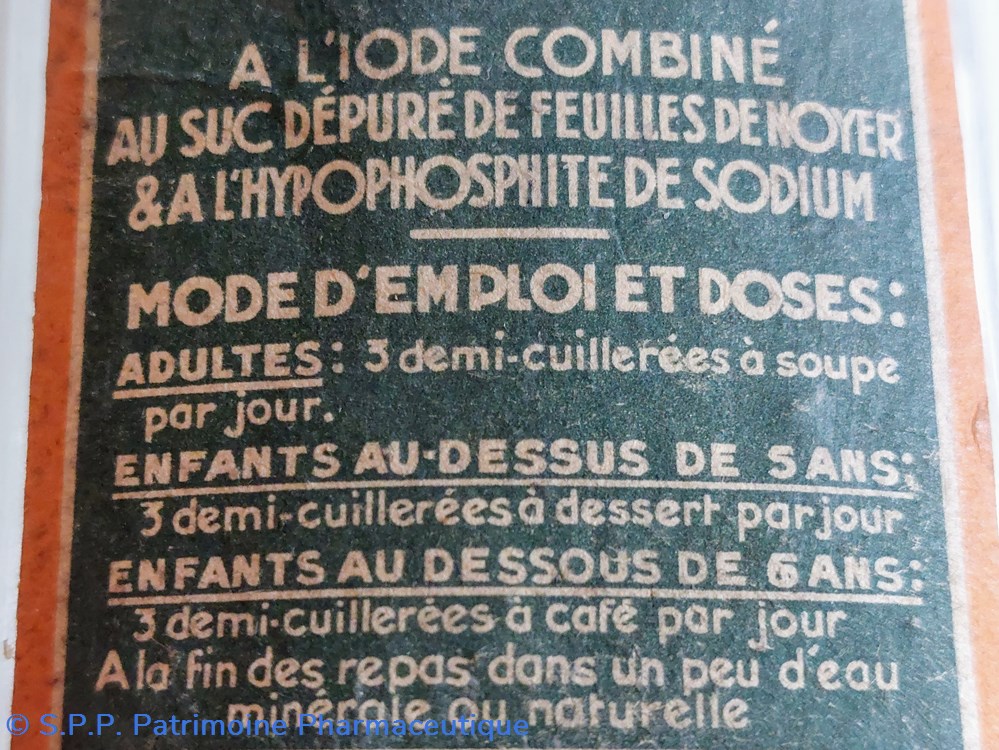 A L'IODE COMBINÉ
AU SUC DÉPURÉ DE FEUILLES DE NOYER
& A L'HYPOPHOSPHITE DE SODIUM
MODE D'EMPLOI ET DOSES:
ADULTES: 3 demi-cuillerées à soupe
par jour.
ENFANTS AU-DESSUS DE 5 ANS:
3 demi-cuillerées à dessert par jour
ENFANTS AU DESSOUS DE 6 ANS:
3 demi-cuillerées à café par jour
A la fin des repas dans un peu d'eau
minérale ou naturelle
© S.P.P. Patrimoine Pharmaceutique